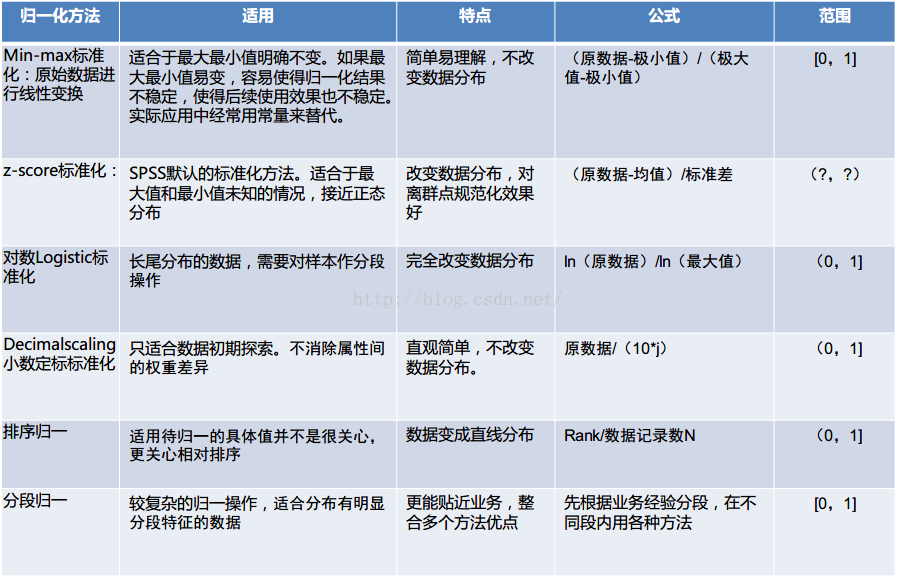 归一化方法 适用 特点 公式 范围
Min-max标准
化：原始数据进
行线性变换
适合于最大最小值明确不变。如果最
大最小值易变，容易使得归一化结果
不稳定，使得后续使用效果也不稳定。
实际应用中经常用常量来替代。
简单易理解，不改
变数据分布
（原数据-极小值）/（极大
值-极小值）
[0，1]
z-score标准化：
SPSS默认的标准化方法。适合于最
大值和最小值未知的情况，接近正态
分布
改变数据分布，对
离群点规范化效果
好
（原数据-均值）/标准差
（?，?）
对数Logistic标
准化
长尾分布的数据，需要对样本作分段
操作
完全改变数据分布
ln（原数据）/ln（最大值）
（0，1]
http://blog.csdn.net/
Decimalscaling
小数定标标准化
只适合数据初期探索。不消除属性间
的权重差异
直观简单，不改变
数据分布。
原数据/（10*j）
（0，1]
排序归一
适用待归一的具体值并不是很关心，
更关心相对排序
数据变成直线分布
Rank/数据记录数N
（0，1]
分段归一
较复杂的归一操作，适合分布有明显
分段特征的数据
更能贴近业务，整
合多个方法优点
先根据业务经验分段，在不
同段内用各种方法
[0，1]